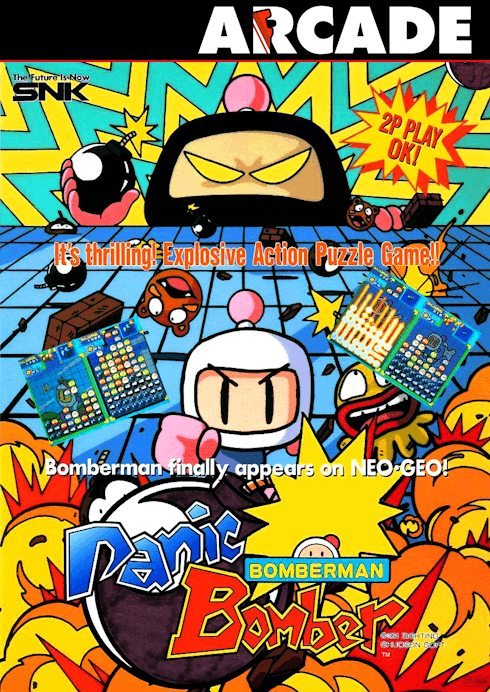 ARCADE
The Future Is Now
SNK
2P PLAY
OK!
It's thrilling! Explosive Action Puzzle Game!!
Bomberman finally appears on NEO·GEO!
Panic
BOMBERMAN
Bomber
TM